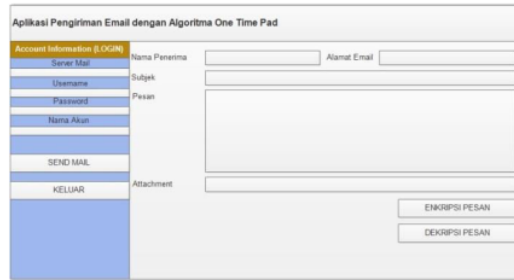 Aplikasi Pengiriman Email dengan Algoritma One Time Pad
Account Information (LOGIN)
Server Mail
Username
Password
Nama Akun
SEND MAIL
KELUAR
Nama Penerima
Alamat Email
Subjek
Pesan
Attachment
ENKRIPSI PESAN
DEKRIPSI PESAN